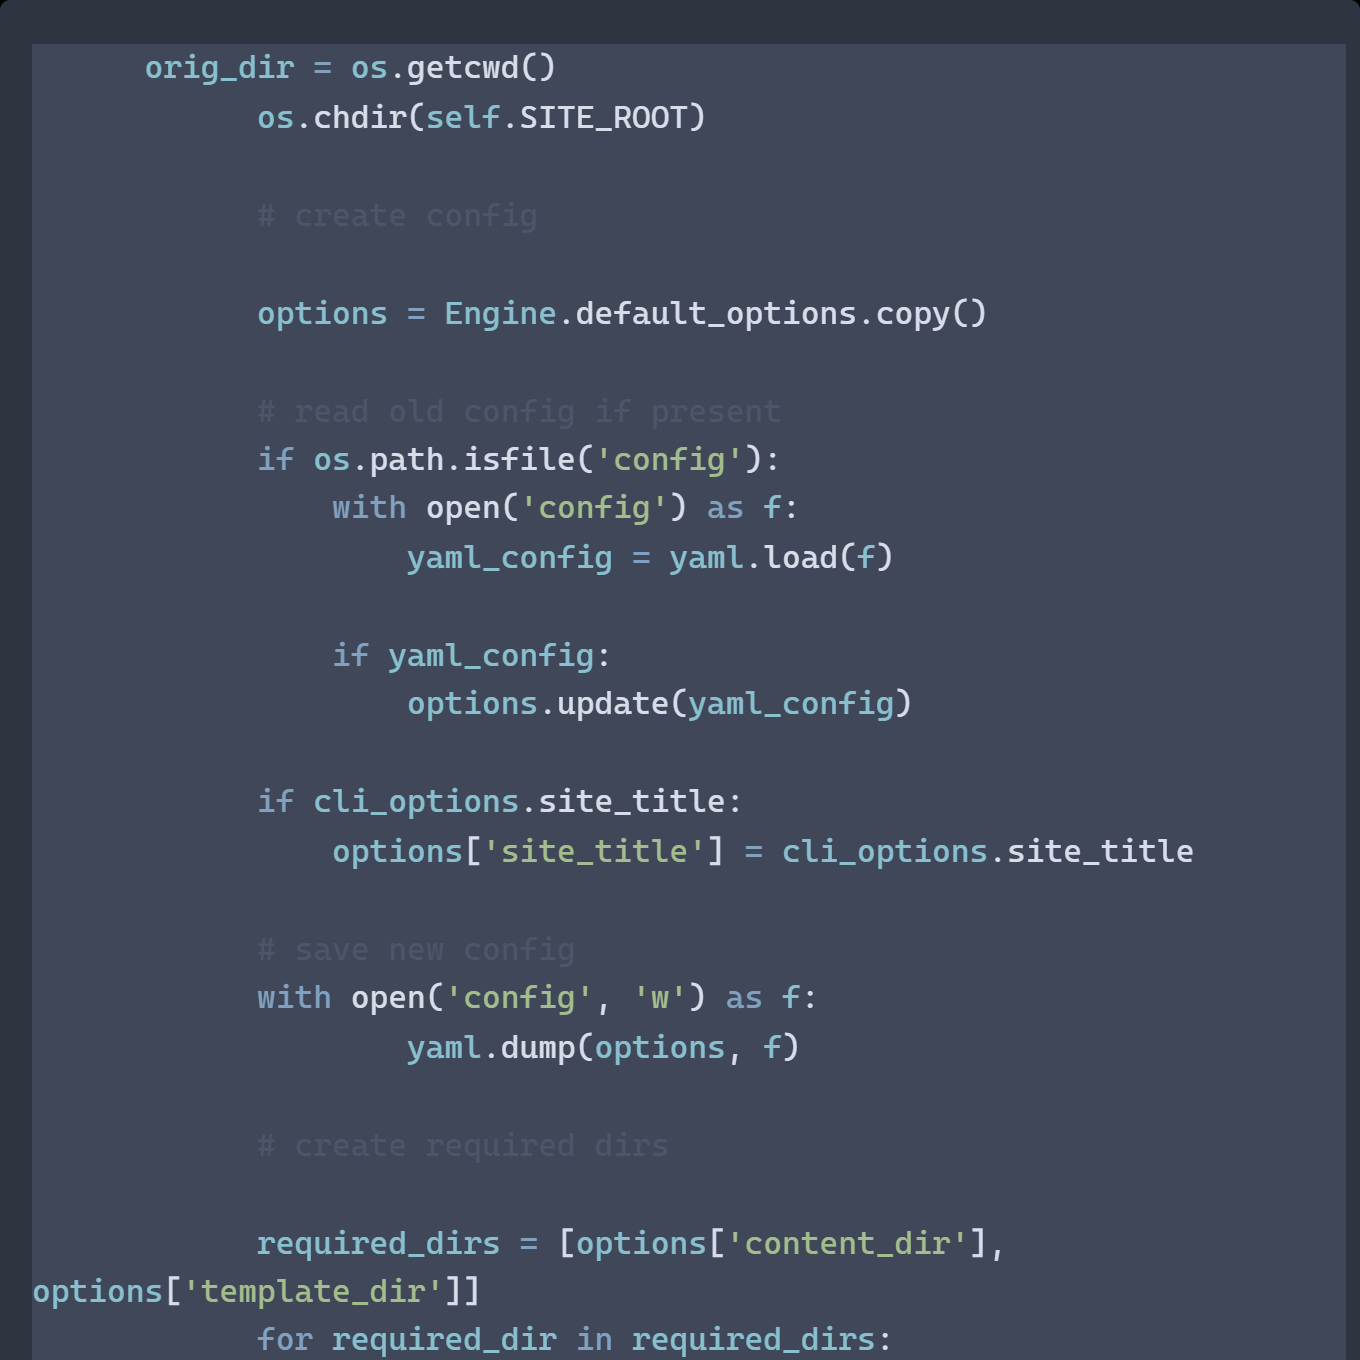 orig_dir = os.getcwd()
os.chdir(self.SITE_ROOT)
# create config
options = Engine.default_options.copy()
# read old config if present
if os.path.isfile('config'):
with open('config') as f:
yaml_config = yaml.load(f)
if yaml_config:
options.update(yaml_config)
if cli_options.site_title:
options['site_title'] = cli_options.site_title
# save new config
with open('config', 'w') as f:
yaml.dump(options, f)
# create required dirs
required_dirs = [options['content_dir'],
options['template_dir']]
for required_dir in required_dirs: